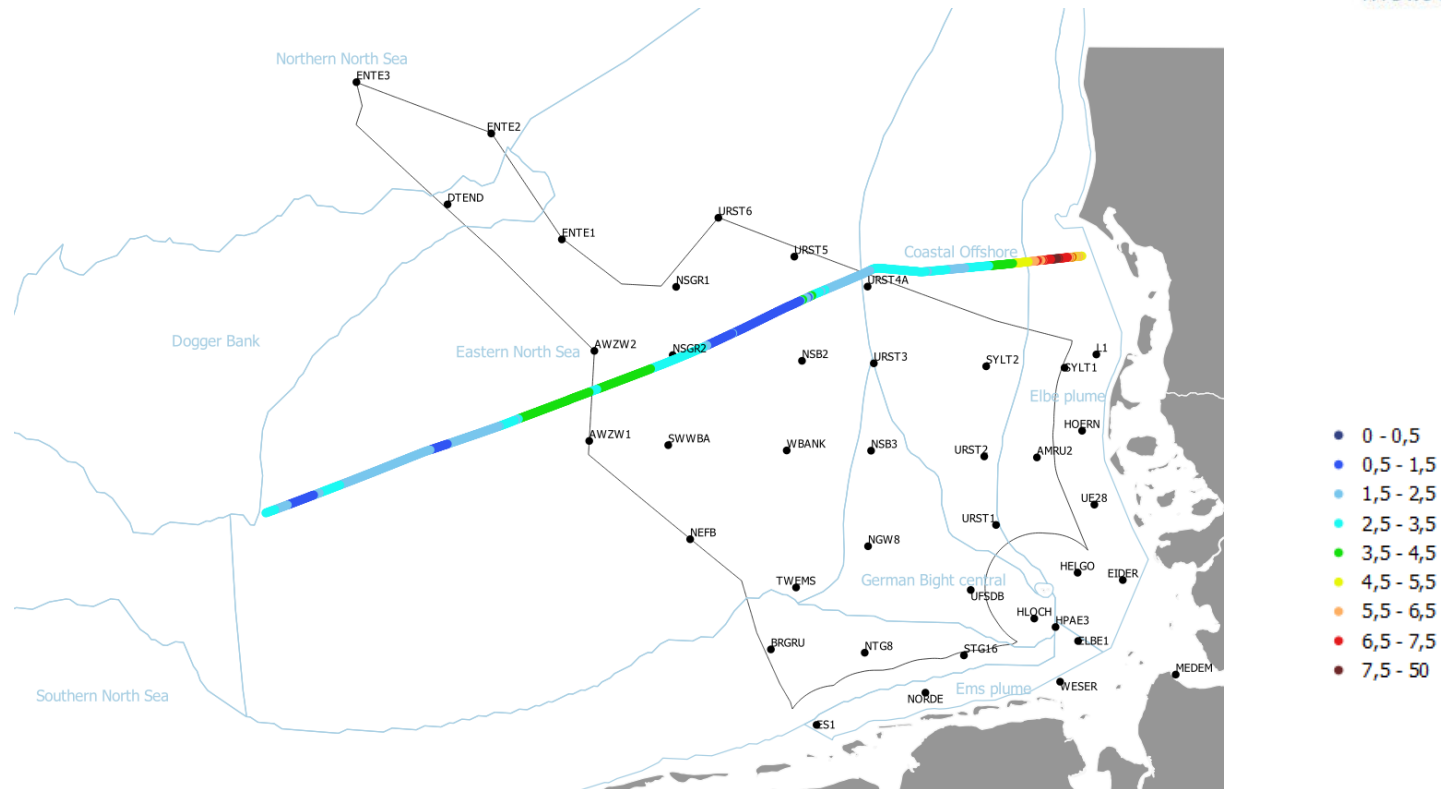 Northern North Sea
ENTE3
ENTE2
DTEND
URST6
ENTE1
URST5
Coastal Offshore
NSGR1
URST4A
Dogger Bank
Eastern North Sea
AWZW2
NSGR2
NSB2
URST3
SYLT2
L1
SYLT1
Elbe plume
HOERN
AWZW1
SWWBA
WBANK
NSB3
URST2
AMRU2
UE28
URST1
NEFB
NGW8
HELGO
EIDER
TWEMS
German Bight central
UFSDB
HLOCH
HPAE3
ELBE1
BRGRU
NTG8
STG16
MEDEM
Southern North Sea
Ems plume
WESER
NORDE
ES1
0 - 0,5
0,5 - 1,5
1,5 - 2,5
2,5 - 3,5
3,5 - 4,5
4,5 - 5,5
5,5 - 6,5
6,5 - 7,5
7,5 - 50